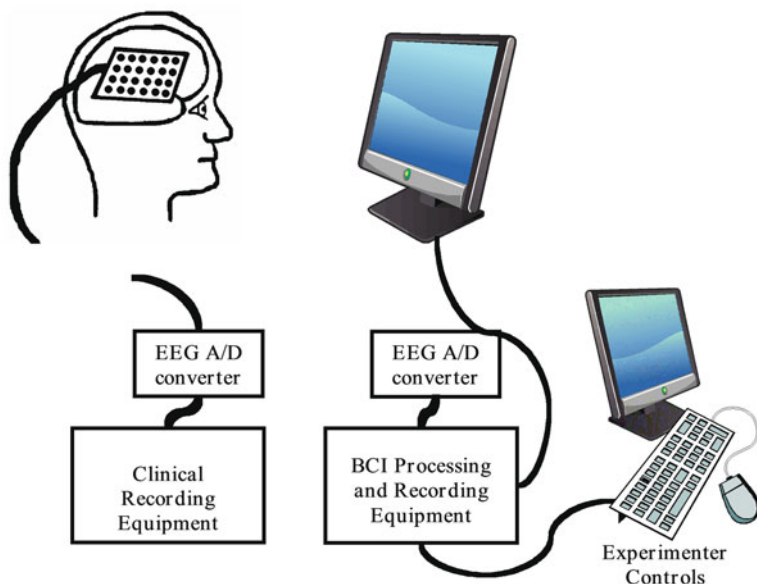 EEG A/D
converter
EEG A/D
converter
Clinical
Recording
Equipment
BCI Processing
and Recording
Equipment
Experimenter
Controls